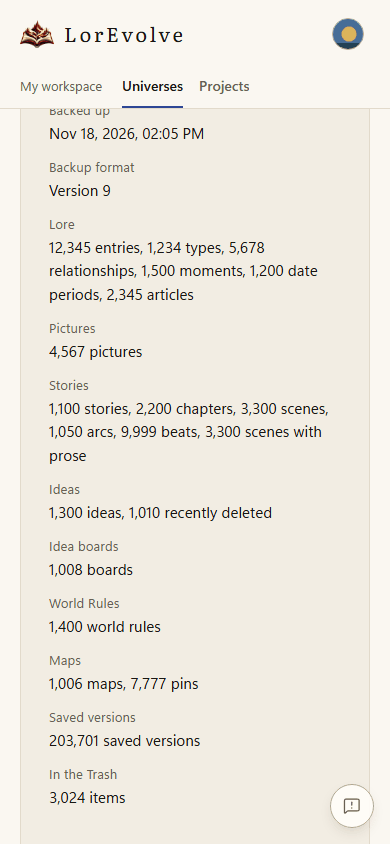 LorEvolve
My workspace
Universes
Projects
Backed up
Nov 18, 2026, 02:05 PM
Backup format
Version 9
Lore
12,345 entries, 1,234 types, 5,678
relationships, 1,500 moments, 1,200 date
periods, 2,345 articles
Pictures
4,567 pictures
Stories
1,100 stories, 2,200 chapters, 3,300 scenes,
1,050 arcs, 9,999 beats, 3,300 scenes with
prose
Ideas
1,300 ideas, 1,010 recently deleted
Idea boards
1,008 boards
World Rules
1,400 world rules
Maps
1,006 maps, 7,777 pins
Saved versions
203,701 saved versions
In the Trash
3,024 items